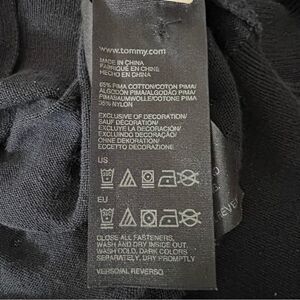 www.tommy.com
MADE IN CHINA
FABRIQUÉ EN CHINE
HECHO EN CHINA
65% PIMA COTTON/COTON PIMA/
ALGODÓN PIMA/ALGODÃO PIMA/
PIMABAUMWOLLE/COTONE PIMA
35% NYLON
EXCLUSIVE OF DECORATION/
SAUF DÉCORATION/
EXCLUYE LA DECORACIÓN/
EXCLUINDO A DECORAÇÃO/
OHNE DEKORATION/
ECCETTO DECORAZIONE
US
EU
CLOSE ALL FASTENERS,
WASH AND DRY INSIDE OUT.
WASH COLD, DARK COLORS
SEPARATELY, DRY PROMPTLY
REVERSO